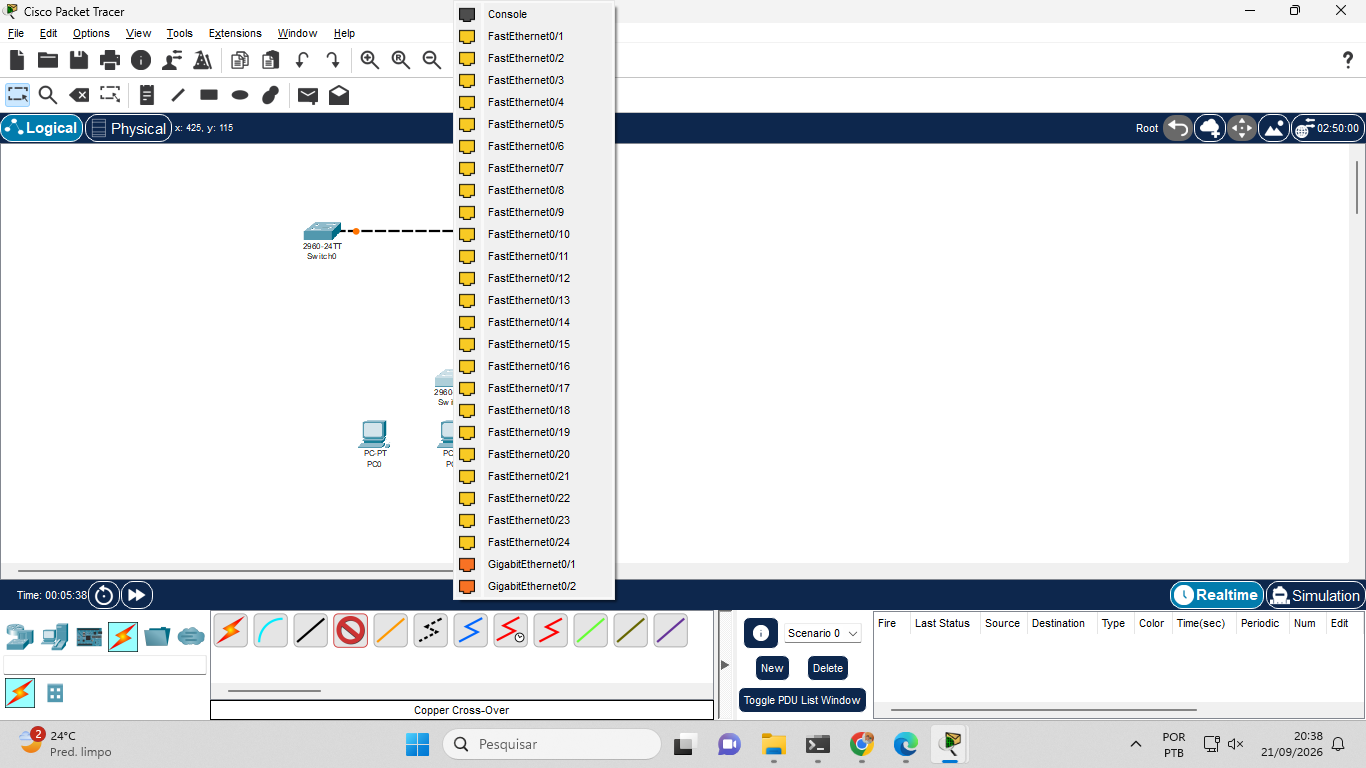 Cisco Packet Tracer
File Edit Options View Tools Extensions Window Help
Logical Physical x: 425, y: 115
Root 02:50:00
Console
FastEthernet0/1
FastEthernet0/2
FastEthernet0/3
FastEthernet0/4
FastEthernet0/5
FastEthernet0/6
FastEthernet0/7
FastEthernet0/8
FastEthernet0/9
FastEthernet0/10
FastEthernet0/11
FastEthernet0/12
FastEthernet0/13
FastEthernet0/14
FastEthernet0/15
FastEthernet0/16
FastEthernet0/17
FastEthernet0/18
FastEthernet0/19
FastEthernet0/20
FastEthernet0/21
FastEthernet0/22
FastEthernet0/23
FastEthernet0/24
GigabitEthernet0/1
GigabitEthernet0/2
2960-24TT
Switch0
PC-PT
PC0
Time: 00:05:38
Realtime Simulation
Scenario 0
New Delete
Toggle PDU List Window
Fire Last Status Source Destination Type Color Time(sec) Periodic Num Edit
Copper Cross-Over
2
24°C
Pred. limpo
Pesquisar
POR
PTB
20:38
21/09/2026